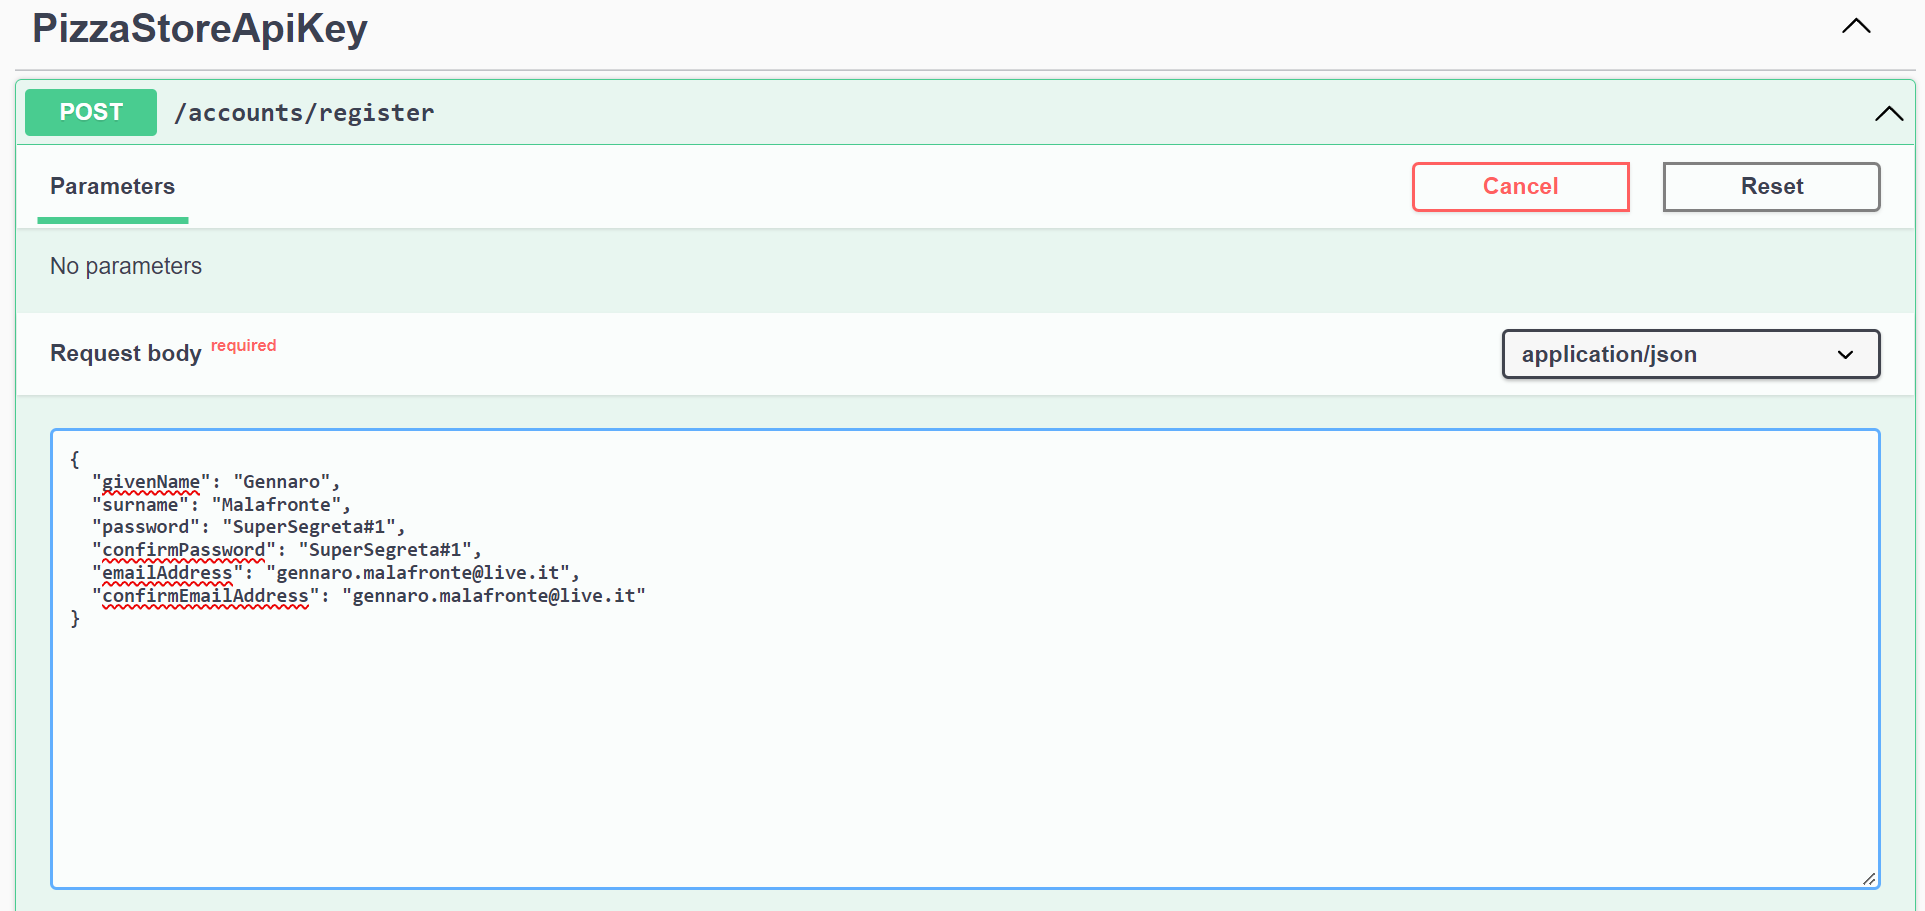 PizzaStoreApiKey
POST /accounts/register
Parameters
Cancel
Reset
No parameters
Request body required
application/json
{
  "givenName": "Gennaro",
  "surname": "Malafronte",
  "password": "SuperSegreta#1",
  "confirmPassword": "SuperSegreta#1",
  "emailAddress": "gennaro.malafronte@live.it",
  "confirmEmailAddress": "gennaro.malafronte@live.it"
}